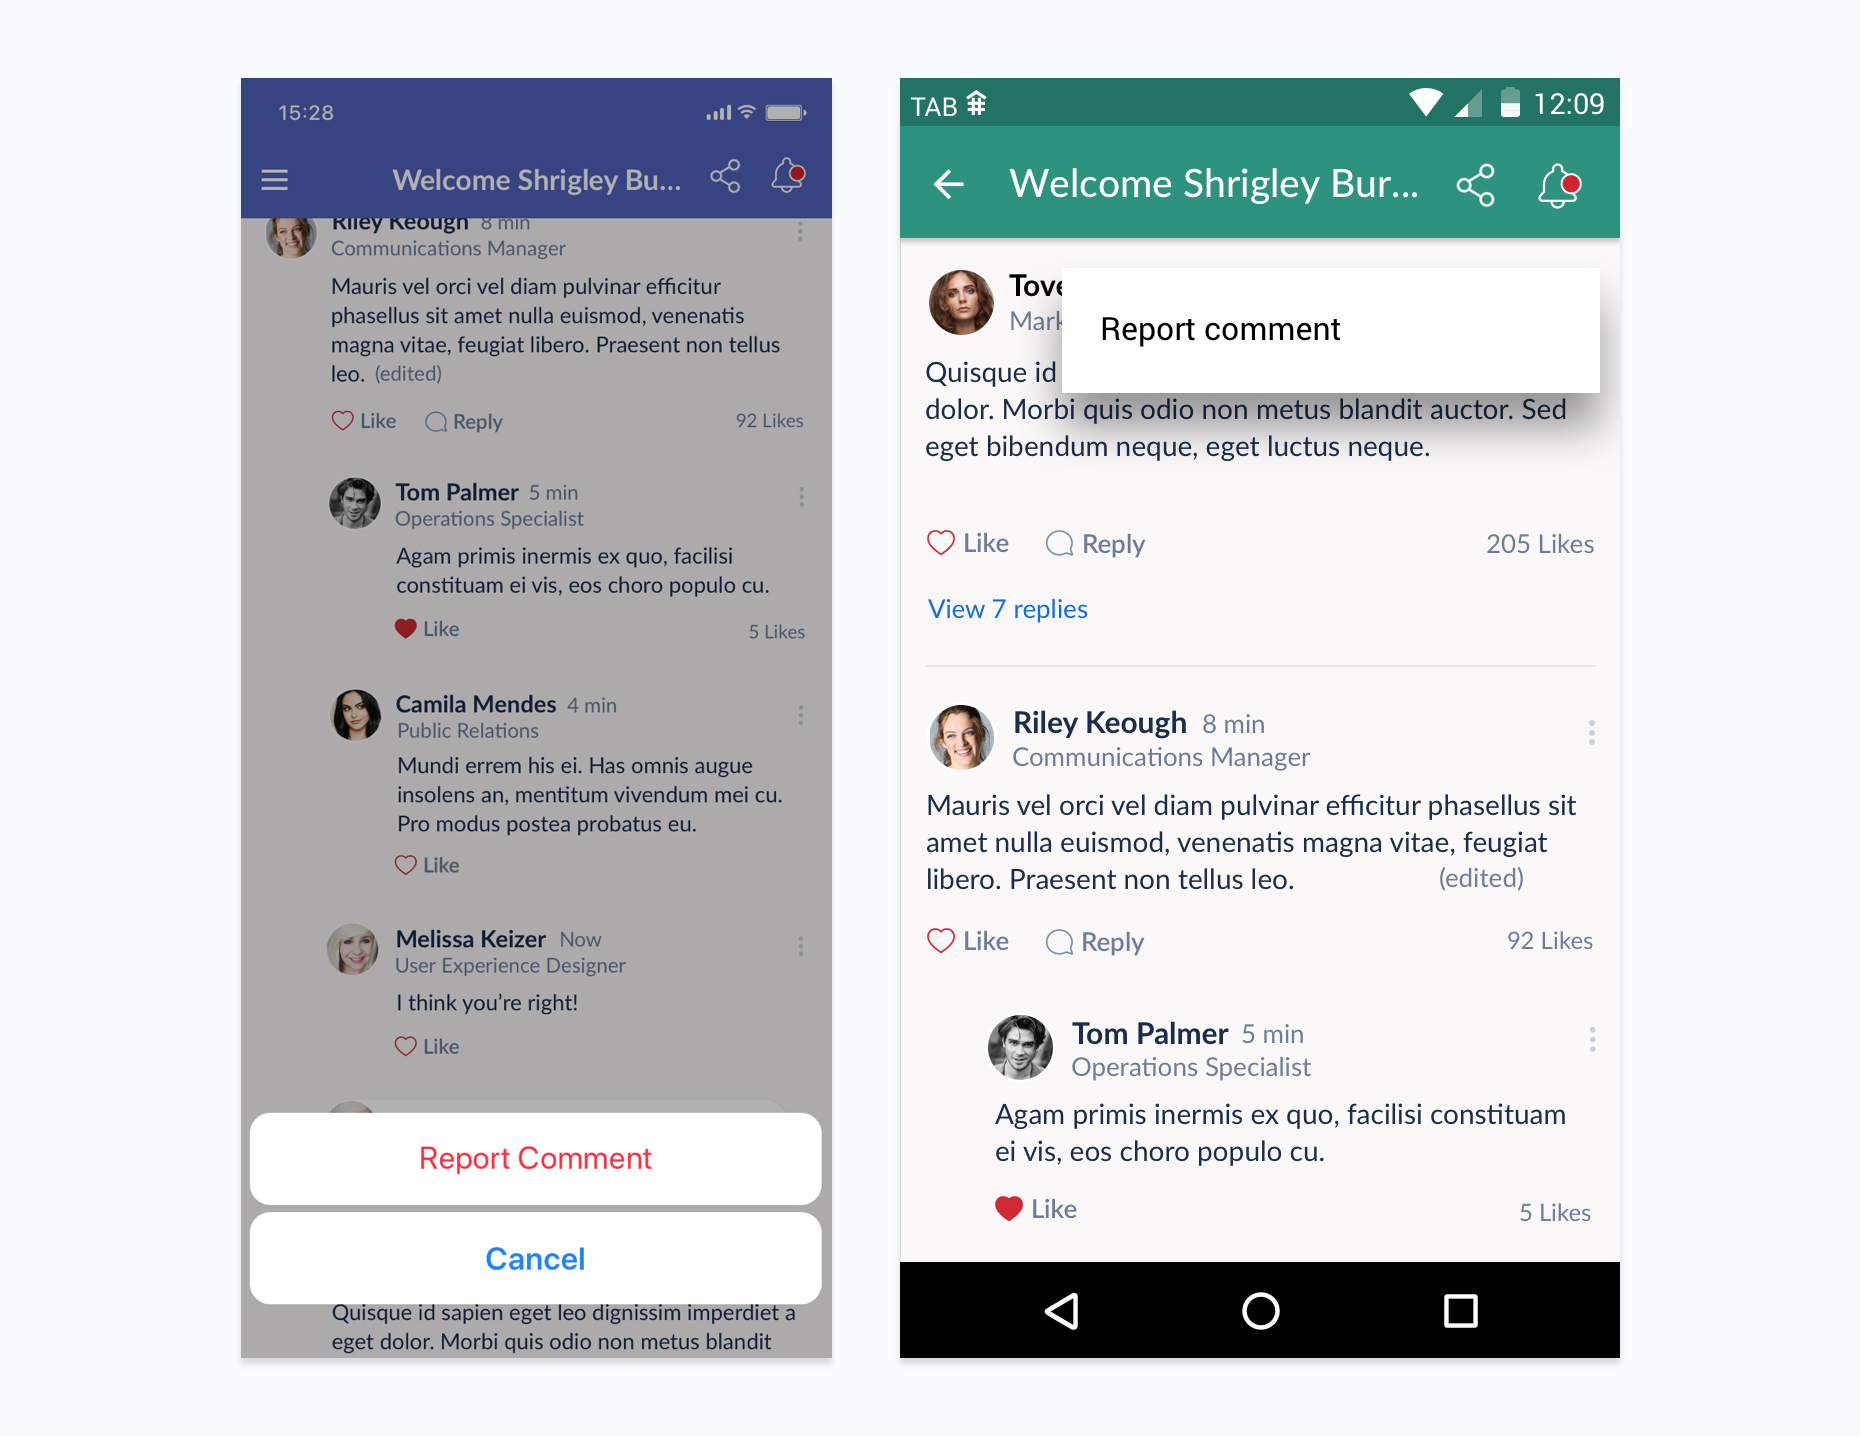 15:28
Welcome Shrigley Bu...
Riley Keough 8 min
Communications Manager
Mauris vel orci vel diam pulvinar efficitur
phasellus sit amet nulla euismod, venenatis
magna vitae, feugiat libero. Praesent non tellus
leo. (edited)
Like Reply 92 Likes
Tom Palmer 5 min
Operations Specialist
Agam primis inermis ex quo, facilisi
constituam ei vis, eos choro populo cu.
Like 5 Likes
Camila Mendes 4 min
Public Relations
Mundi errem his ei. Has omnis augue
insolens an, mentitum vivendum mei cu.
Pro modus postea probatus eu.
Like
Melissa Keizer Now
User Experience Designer
I think you’re right!
Like
Report Comment
Cancel
Quisque id sapien eget leo dignissim imperdiet a
eget dolor. Morbi quis odio non metus blandit
TAB 12:09
Welcome Shrigley Bur...
Tove
Mark
Report comment
Quisque id
dolor. Morbi quis odio non metus blandit auctor. Sed
eget bibendum neque, eget luctus neque.
Like Reply 205 Likes
View 7 replies
Riley Keough 8 min
Communications Manager
Mauris vel orci vel diam pulvinar efficitur phasellus sit
amet nulla euismod, venenatis magna vitae, feugiat
libero. Praesent non tellus leo. (edited)
Like Reply 92 Likes
Tom Palmer 5 min
Operations Specialist
Agam primis inermis ex quo, facilisi constituam
ei vis, eos choro populo cu.
Like 5 Likes